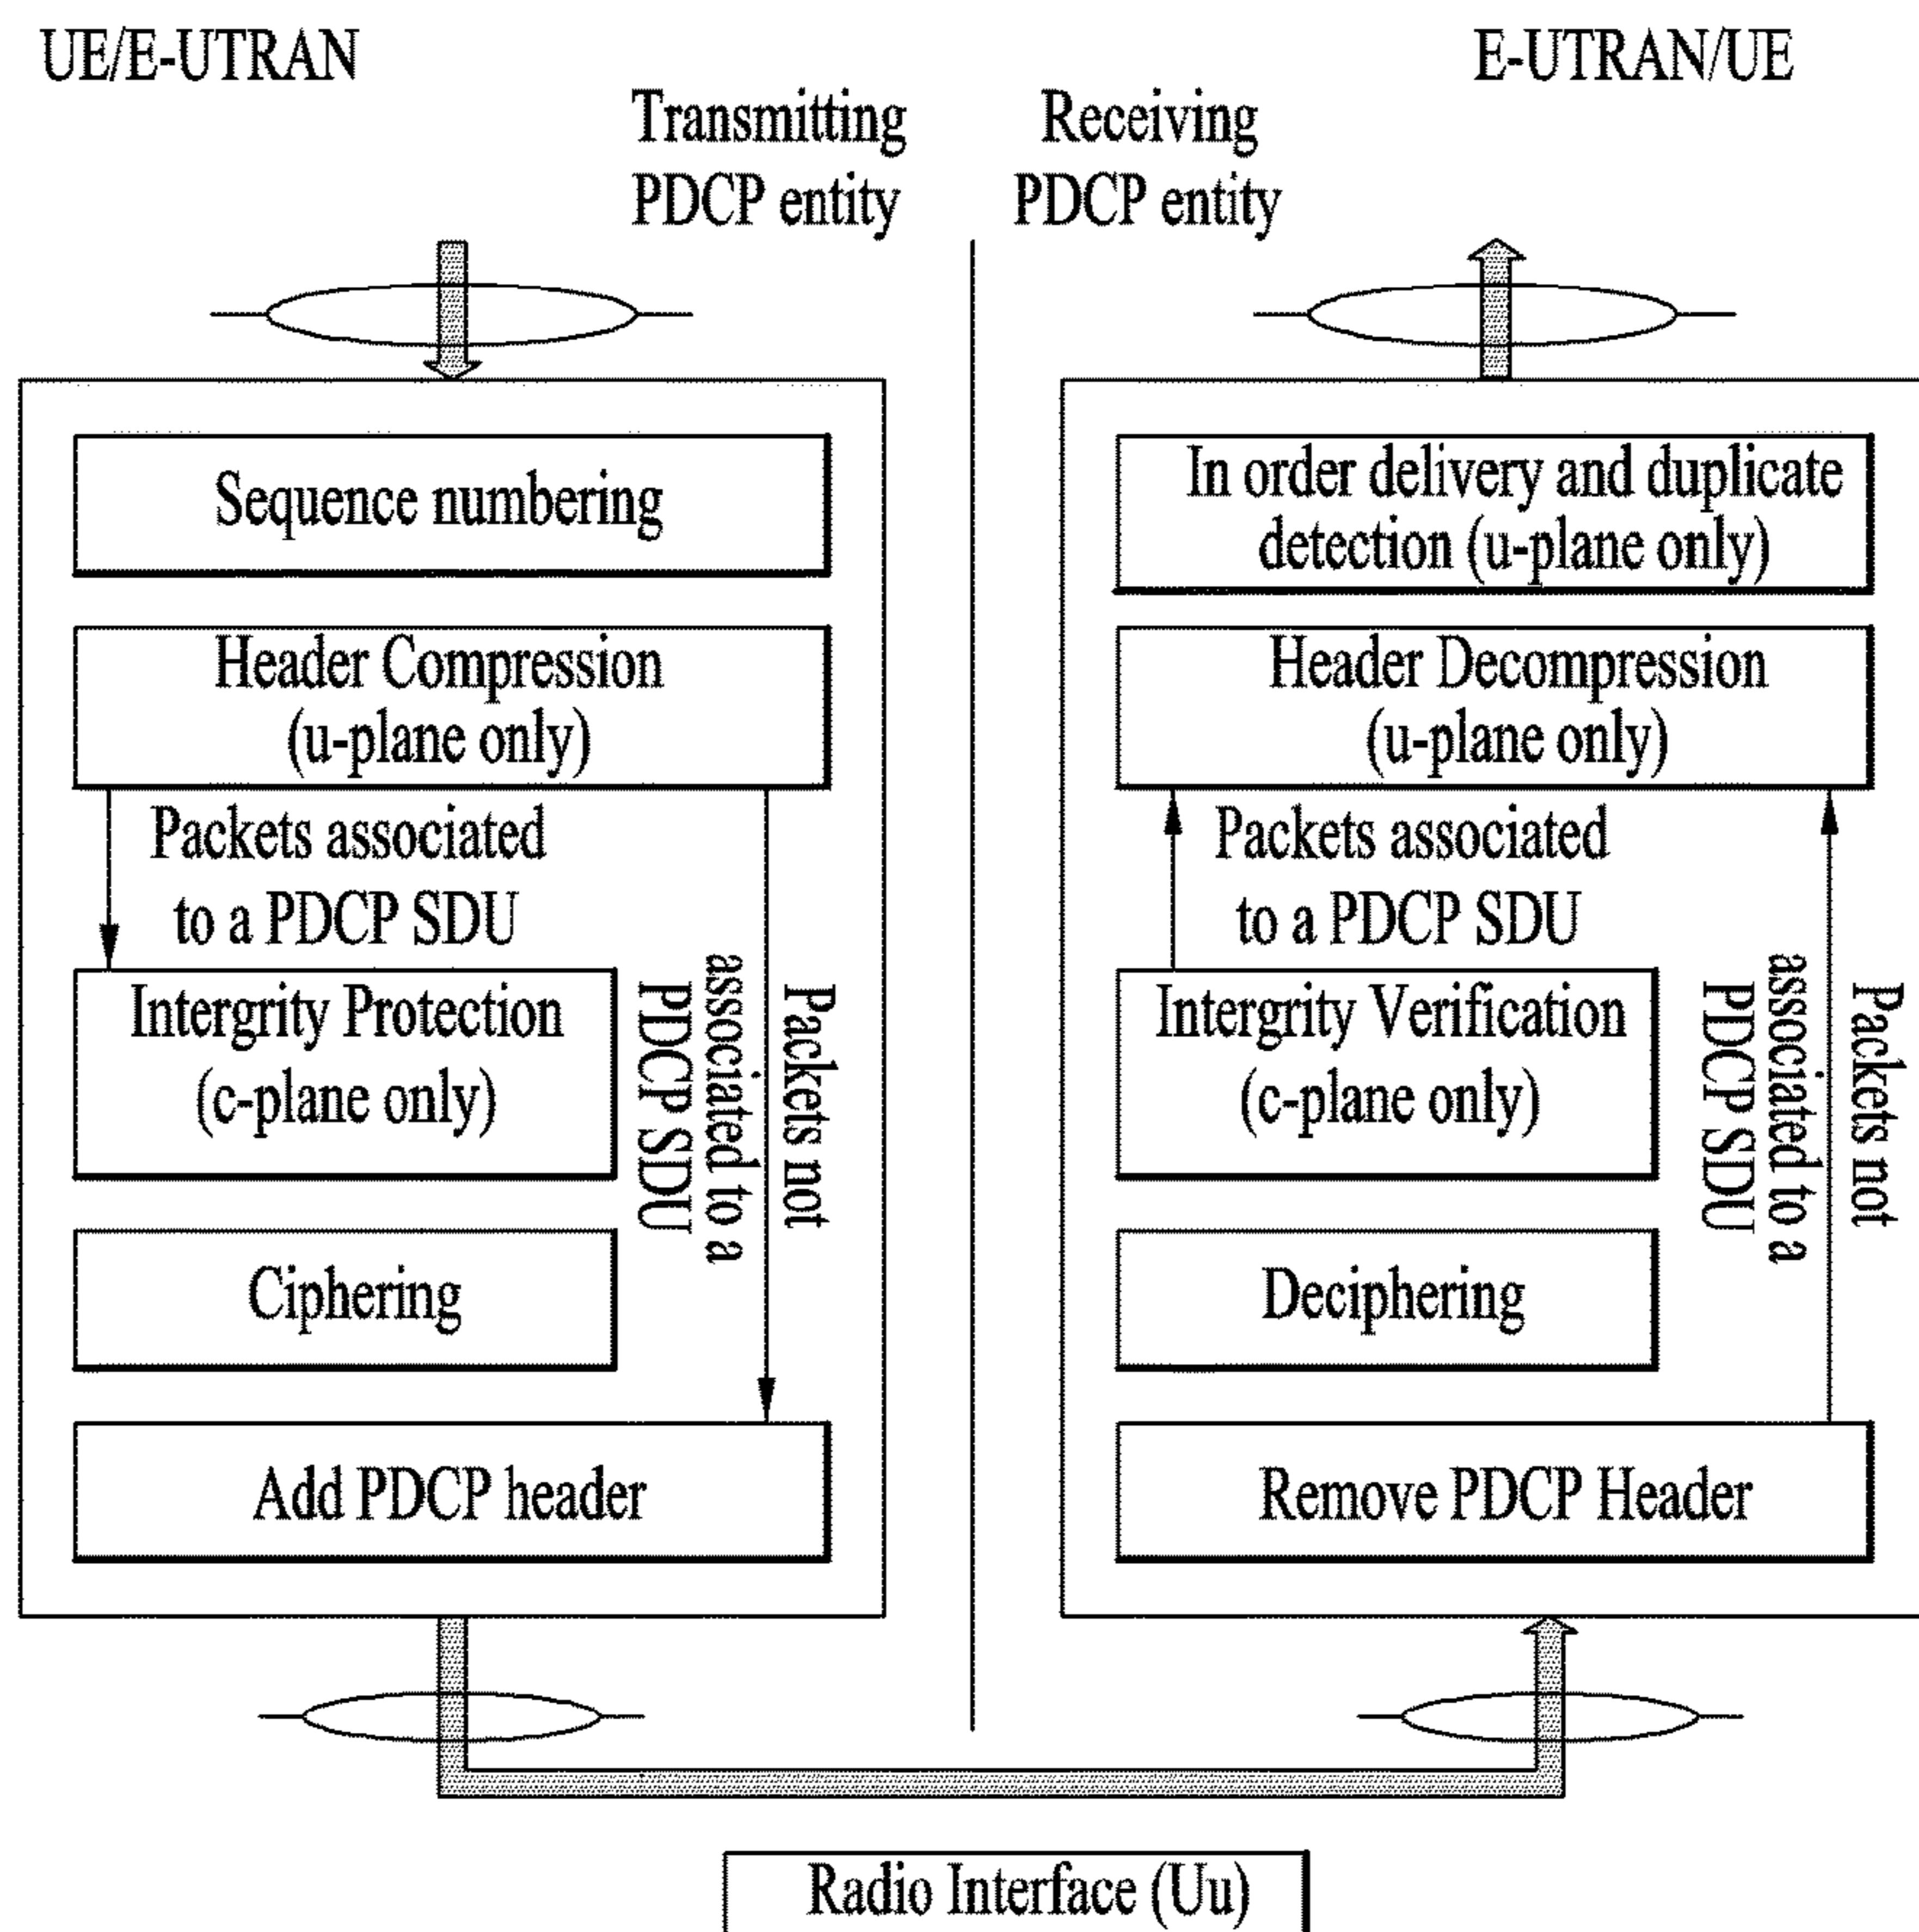 UE/E-UTRAN
E-UTRAN/UE
Transmitting
PDCP entity
Receiving
PDCP entity
Sequence numbering
Header Compression
(u-plane only)
Packets associated
to a PDCP SDU
Packets not
associated to a
PDCP SDU
Intergrity Protection
(c-plane only)
Ciphering
Add PDCP header
In order delivery and duplicate
detection (u-plane only)
Header Decompression
(u-plane only)
Packets associated
to a PDCP SDU
Packets not
associated to a
PDCP SDU
Intergrity Verification
(c-plane only)
Deciphering
Remove PDCP Header
Radio Interface (Uu)